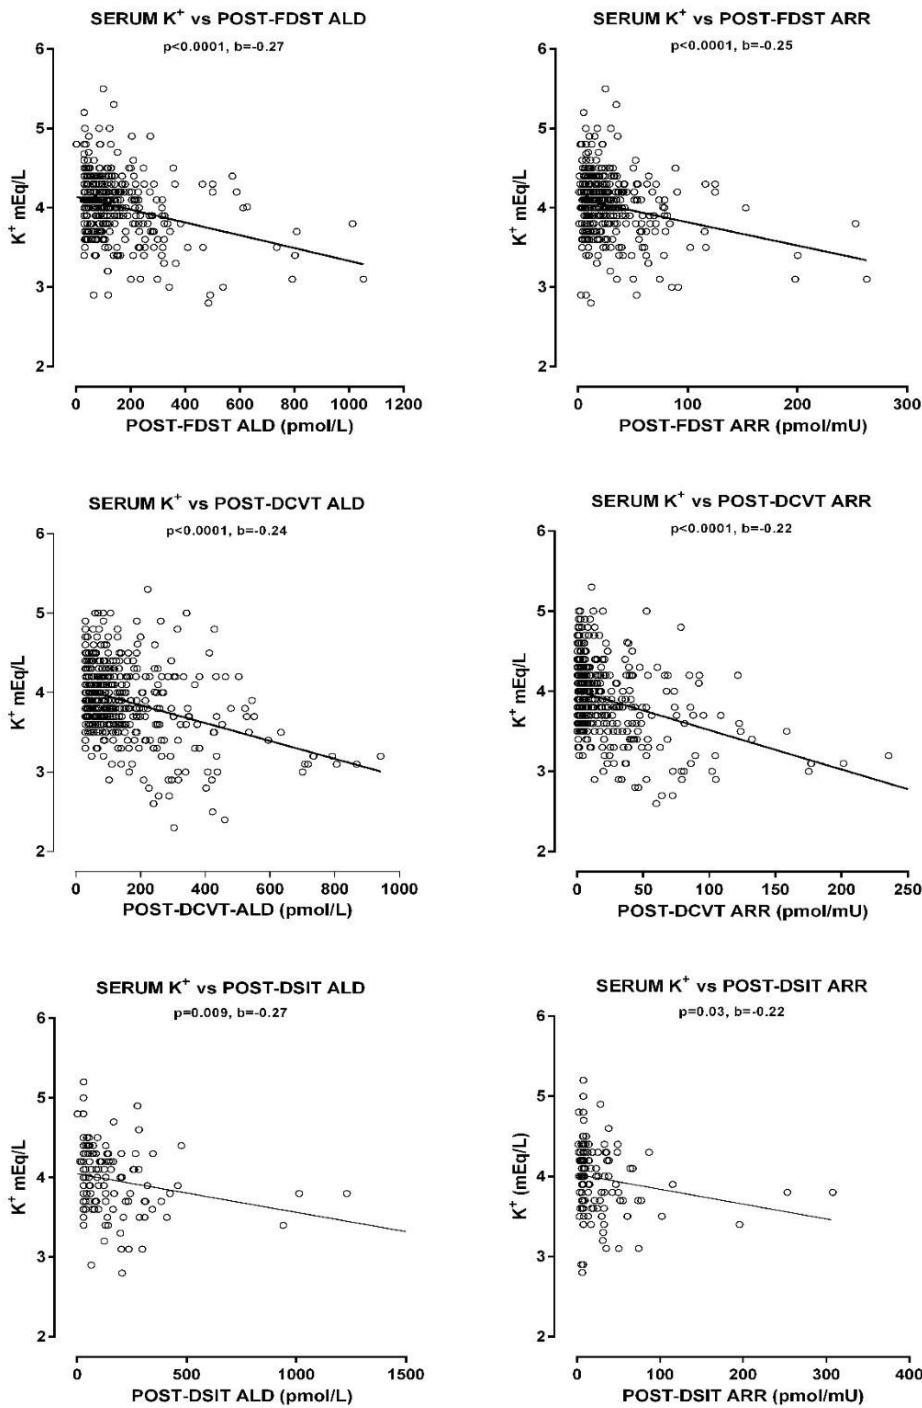 SERUM K⁺ vs POST-FDST ALD
p<0.0001, b=-0.27
6
5
4
3
2
K⁺ mEq/L
0 200 400 600 800 1000 1200
POST-FDST ALD (pmol/L)
SERUM K⁺ vs POST-FDST ARR
p<0.0001, b=-0.25
6
5
4
3
2
K⁺ mEq/L
0 100 200 300
POST-FDST ARR (pmol/mU)
SERUM K⁺ vs POST-DCVT ALD
p<0.0001, b=-0.24
6
5
4
3
2
K⁺ mEq/L
0 200 400 600 800 1000
POST-DCVT-ALD (pmol/L)
SERUM K⁺ vs POST-DCVT ARR
p<0.0001, b=-0.22
6
5
4
3
2
K⁺ mEq/L
0 50 100 150 200 250
POST-DCVT ARR (pmol/mU)
SERUM K⁺ vs POST-DSIT ALD
p=0.009, b=-0.27
6
5
4
3
2
K⁺ mEq/L
0 500 1000 1500
POST-DSIT ALD (pmol/L)
SERUM K⁺ vs POST-DSIT ARR
p=0.03, b=-0.22
6
5
4
3
2
K⁺ (mEq/L)
0 100 200 300 400
POST-DSIT ARR (pmol/mU)